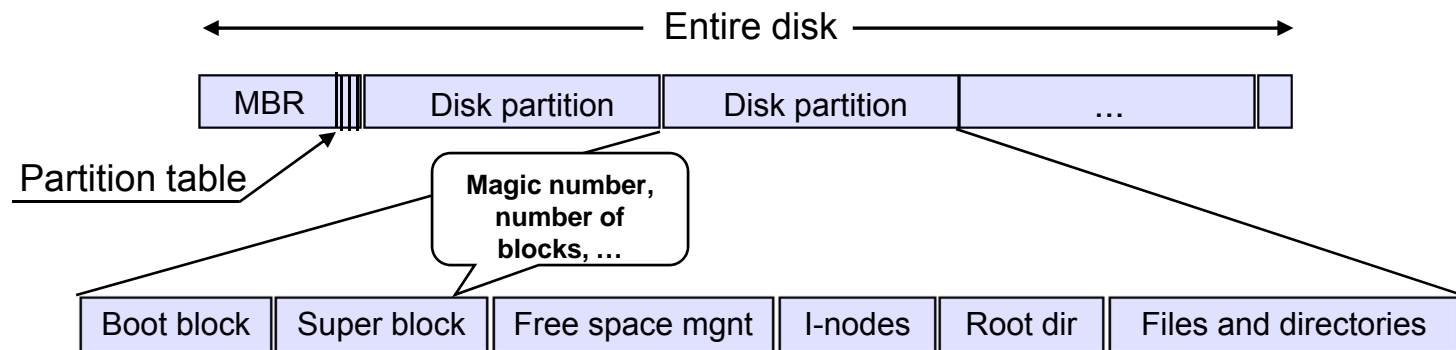 Entire disk
MBR Disk partition Disk partition ...
Partition table
Magic number,
number of
blocks, …
Boot block Super block Free space mgnt I-nodes Root dir Files and directories